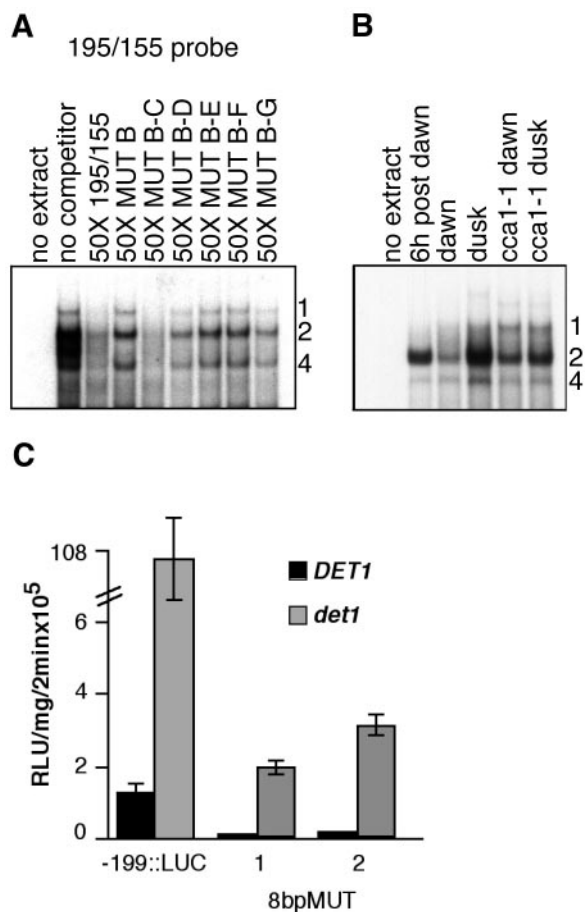 A
195/155 probe
no extract
no competitor
50X 195/155
50X MUT B
50X MUT B-C
50X MUT B-D
50X MUT B-E
50X MUT B-F
50X MUT B-G
1
2
4
B
no extract
6h post dawn
dawn
dusk
cca1-1 dawn
cca1-1 dusk
1
2
4
C
RLU/mg/2minx10⁵
108
6
4
2
0
DET1
det1
-199::LUC
1
2
8bpMUT